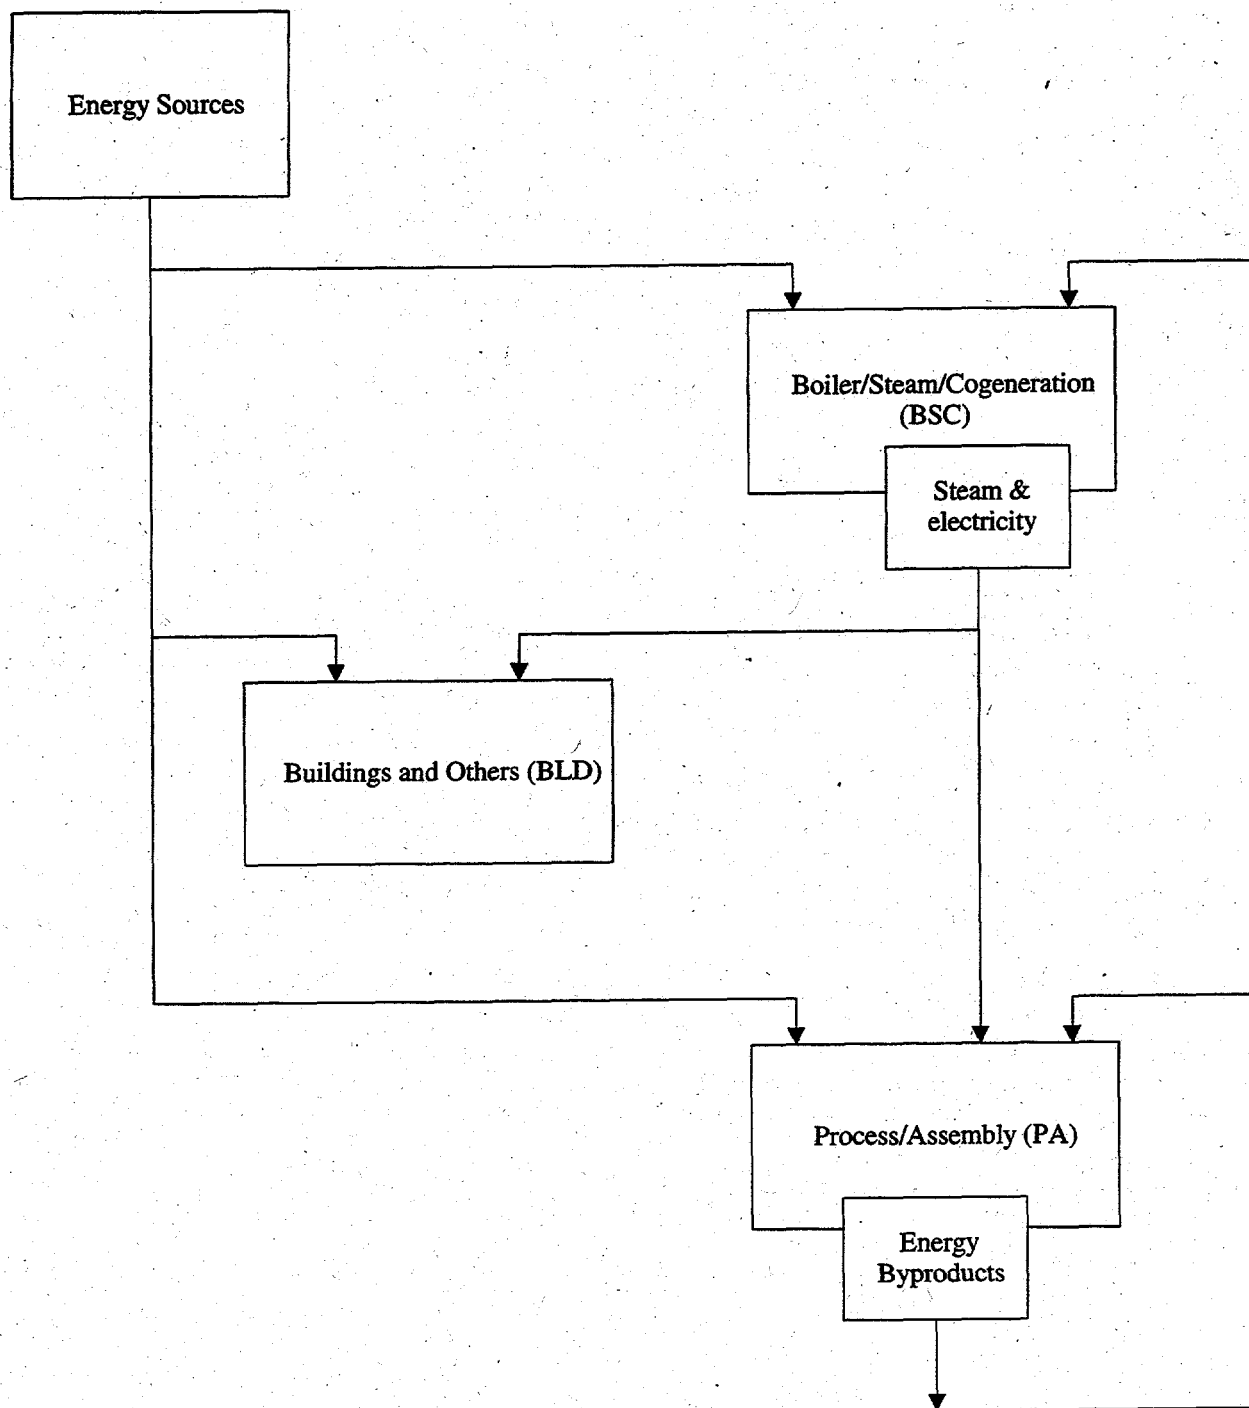 Energy Sources
Boiler/Steam/Cogeneration
(BSC)
Steam &
electricity
Buildings and Others (BLD)
Process/Assembly (PA)
Energy
Byproducts